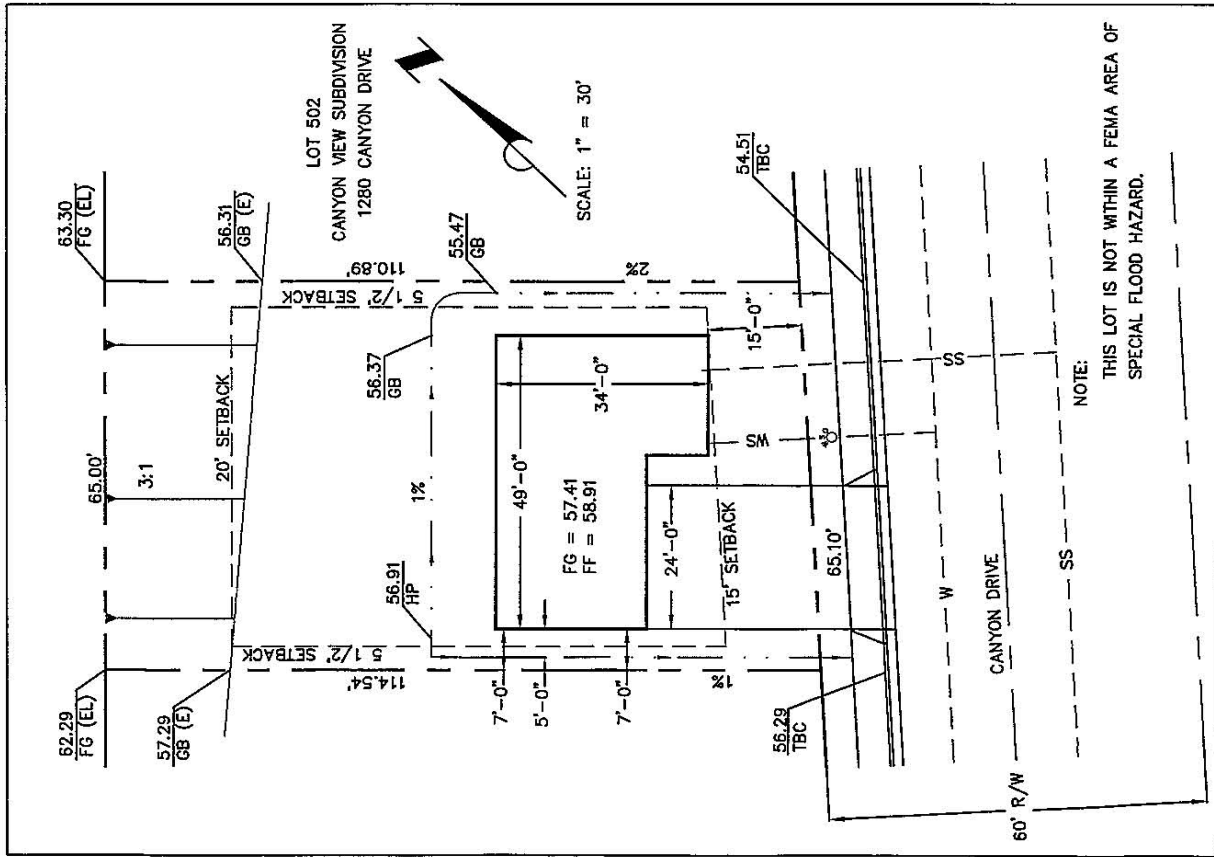 LOT 502
CANYON VIEW SUBDIVISION
1280 CANYON DRIVE
SCALE: 1" = 30'
63.30
FG (EL)
56.31
GB (E)
65.00'
3:1
20' SETBACK
62.29
FG (EL)
57.29
GB (E)
5 1/2' SETBACK
110.89'
2%
55.47
GB
56.37
GB
1%
56.91
HP
5 1/2' SETBACK
114.54'
1%
49'-0"
34'-0"
FG = 57.41
FF = 58.91
7'-0"
5'-0"
7'-0"
24'-0"
15' SETBACK
15'-0"
65.10'
54.51
TBC
56.29
TBC
WS
SS
W
CANYON DRIVE
SS
60' R/W
NOTE:
THIS LOT IS NOT WITHIN A FEMA AREA OF
SPECIAL FLOOD HAZARD.